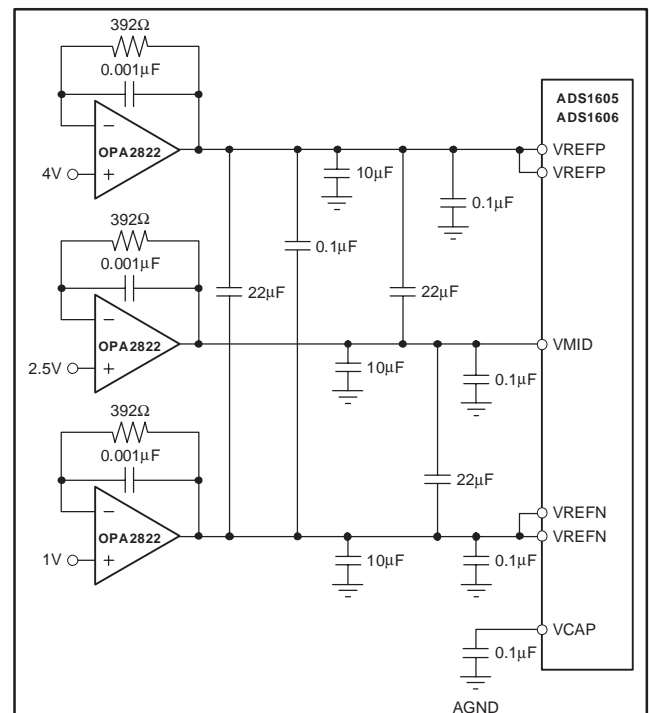 392Ω
0.001µF
ADS1605
ADS1606
OPA2822
4V
10µF
VREFP
VREFP
0.1µF
0.1µF
392Ω
0.001µF
22µF
22µF
OPA2822
2.5V
VMID
10µF
0.1µF
392Ω
0.001µF
22µF
OPA2822
1V
VREFN
VREFN
10µF
0.1µF
VCAP
0.1µF
AGND